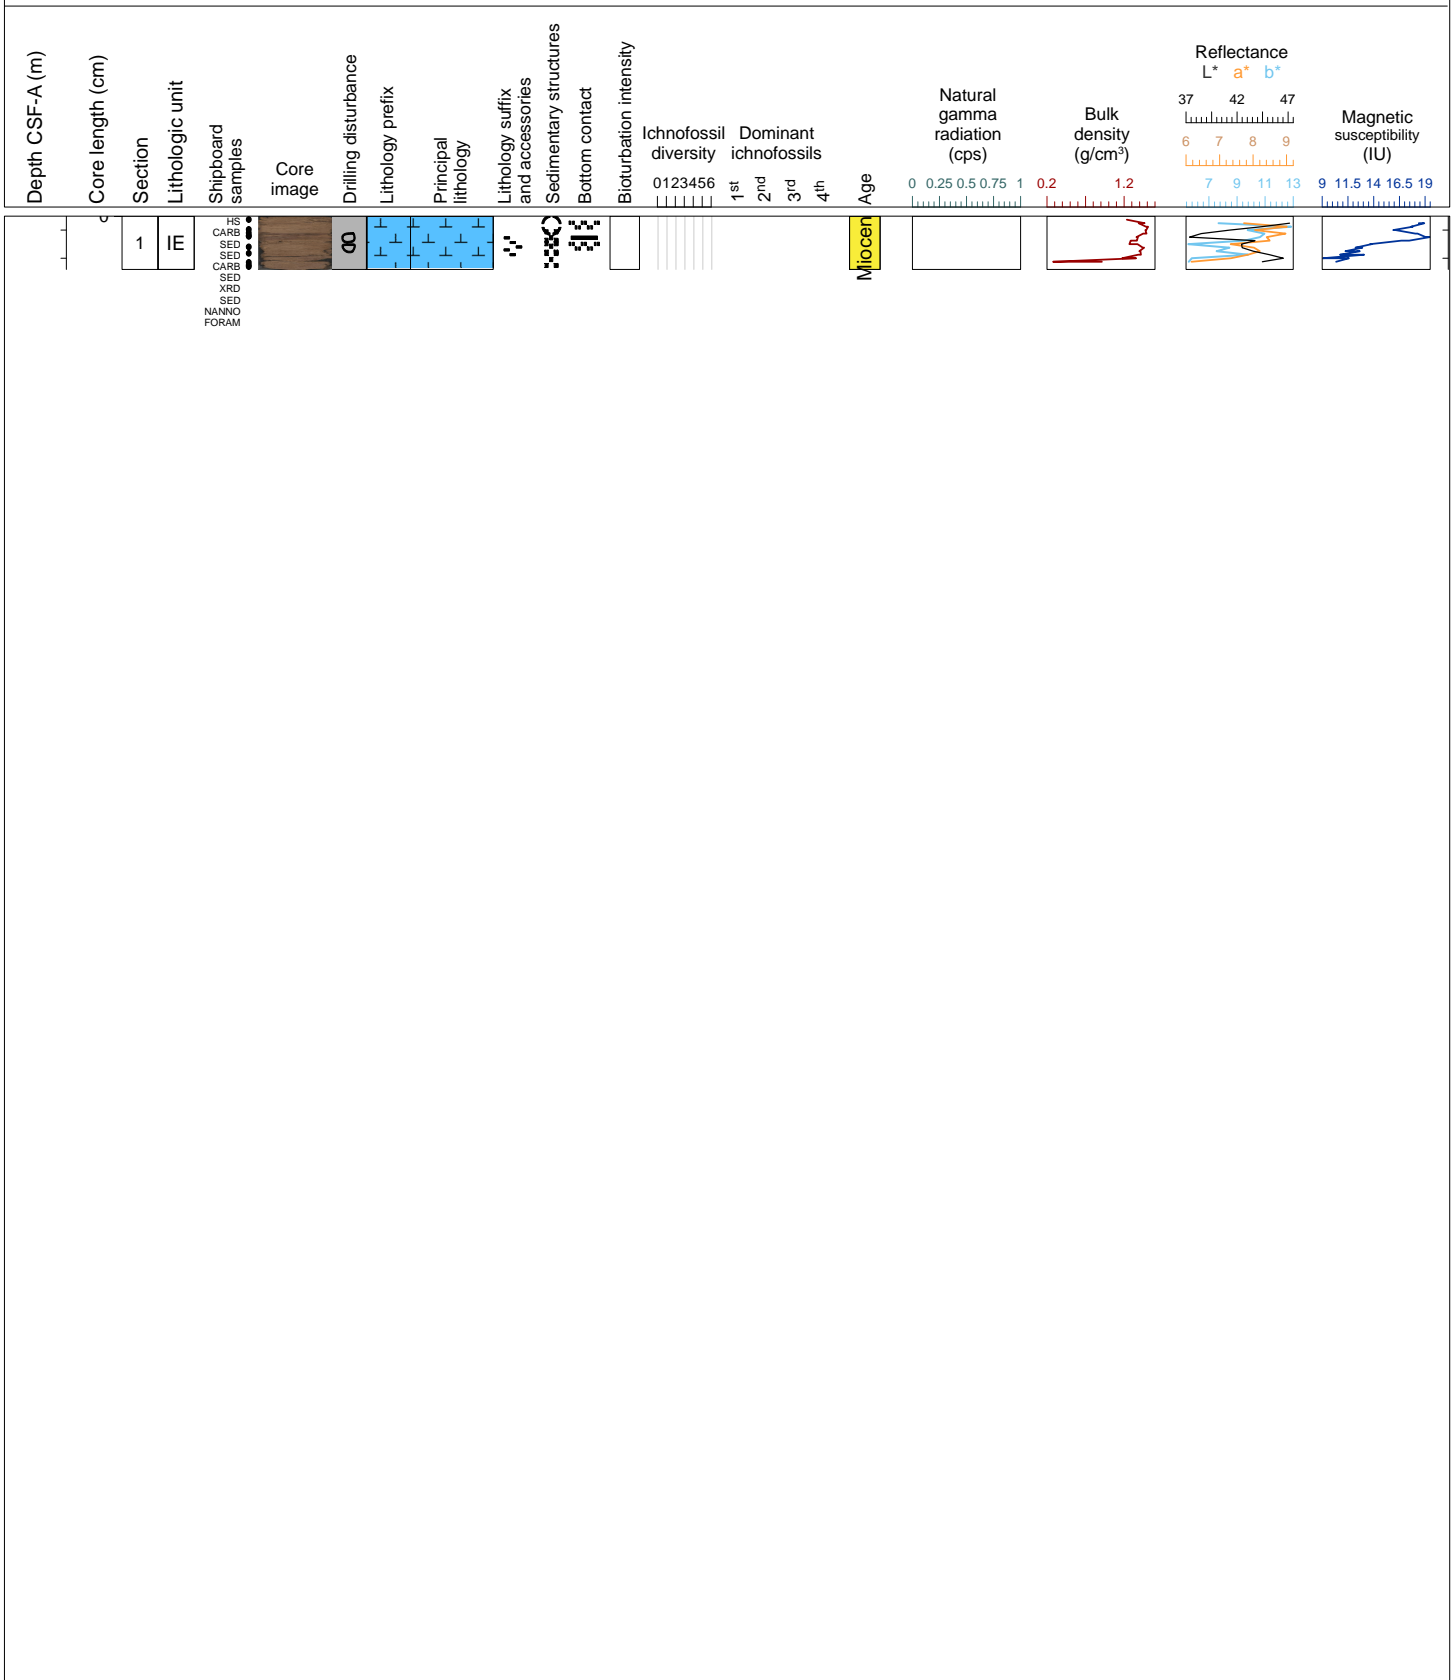 Depth CSF-A (m)
Core length (cm)
Section
Lithologic unit
Shipboard
samples
Core
image
Drilling disturbance
Lithology prefix
Principal
lithology
Lithology suffix
and accessories
Sedimentary structures
Bottom contact
Bioturbation intensity
Ichnofossil
diversity
0123456
Dominant
ichnofossils
1st
2nd
3rd
4th
Age
Natural
gamma
radiation
(cps)
0 0.25 0.5 0.75 1
Bulk
density
(g/cm³)
0.2 1.2
Reflectance
L* a* b*
37 42 47
6 7 8 9
7 9 11 13
Magnetic
susceptibility
(IU)
9 11.5 14 16.5 19
1
IE
HS
CARB
SED
SED
CARB
SED
XRD
SED
NANNO
FORAM
Miocen